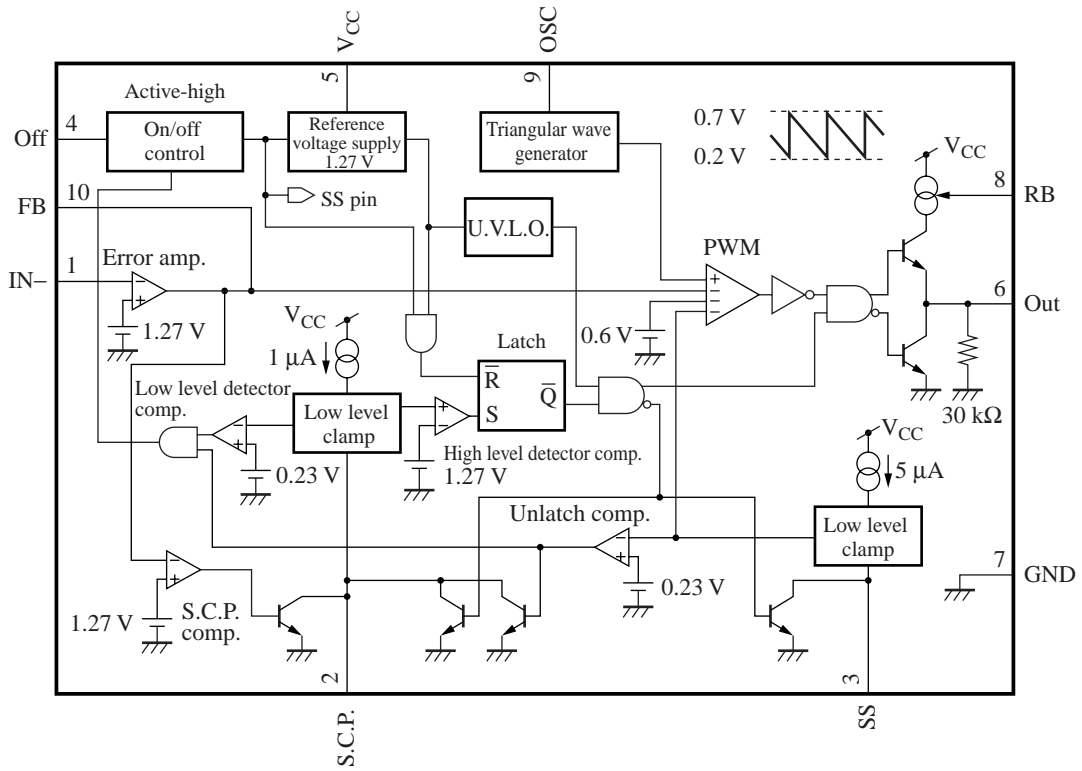 VCC
OSC
5
9
Active-high
Off
4
On/off
control
Reference
voltage supply
1.27 V
Triangular wave
generator
0.7 V
0.2 V
VCC
8
RB
10
FB
SS pin
U.V.L.O.
PWM
1
IN–
Error amp.
1.27 V
6
Out
VCC
1 μA
0.6 V
Latch
R
S
Q
30 kΩ
Low level detector
comp.
Low level
clamp
0.23 V
High level detector comp.
1.27 V
VCC
5 μA
Unlatch comp.
Low level
clamp
0.23 V
7
GND
1.27 V
S.C.P.
comp.
2
3
S.C.P.
SS